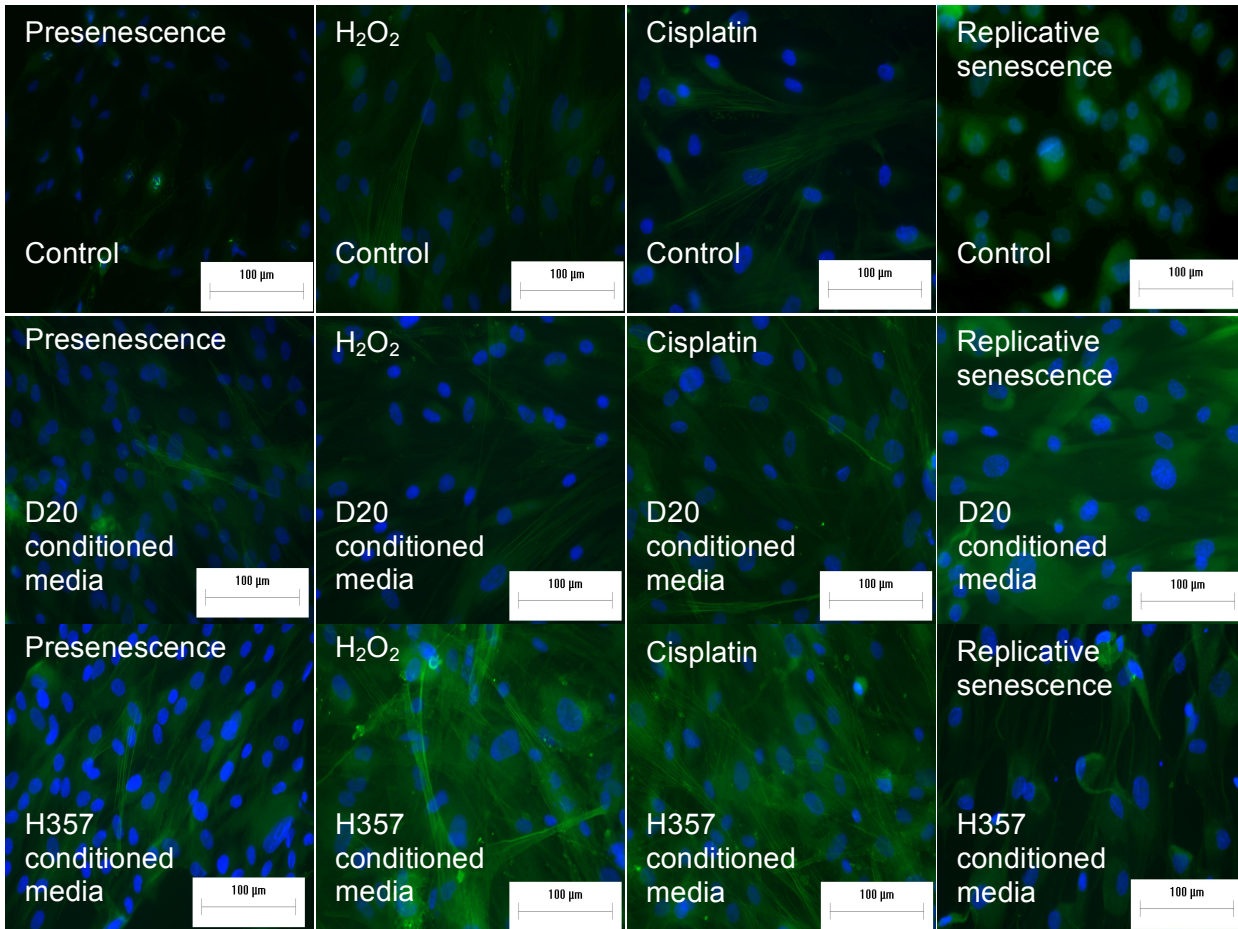 Presenescence
Control
100 µm
H₂O₂
Control
100 µm
Cisplatin
Control
100 µm
Replicative
senescence
Control
100 µm
Presenescence
D20
conditioned
media
100 µm
H₂O₂
D20
conditioned
media
100 µm
Cisplatin
D20
conditioned
media
100 µm
Replicative
senescence
D20
conditioned
media
100 µm
Presenescence
H357
conditioned
media
100 µm
H₂O₂
H357
conditioned
media
100 µm
Cisplatin
H357
conditioned
media
100 µm
Replicative
senescence
H357
conditioned
media
100 µm